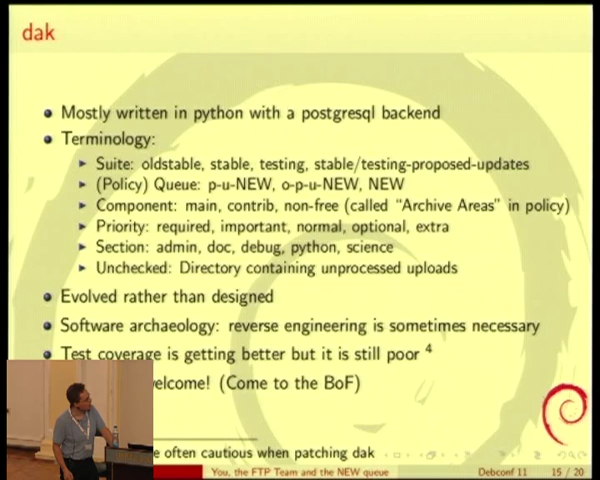 dak
Mostly written in python with a postgresql backend
Terminology:
Suite: oldstable, stable, testing, stable/testing-proposed-updates
(Policy) Queue: p-u-NEW, o-p-u-NEW, NEW
Component: main, contrib, non-free (called “Archive Areas” in policy)
Priority: required, important, normal, optional, extra
Section: admin, doc, debug, python, science
Unchecked: Directory containing unprocessed uploads
Evolved rather than designed
Software archaeology: reverse engineering is sometimes necessary
Test coverage is getting better but it is still poor 4
(Come to the BoF)
often cautious when patching dak
You, the FTP Team and the NEW queue
Debconf 11
15 / 20